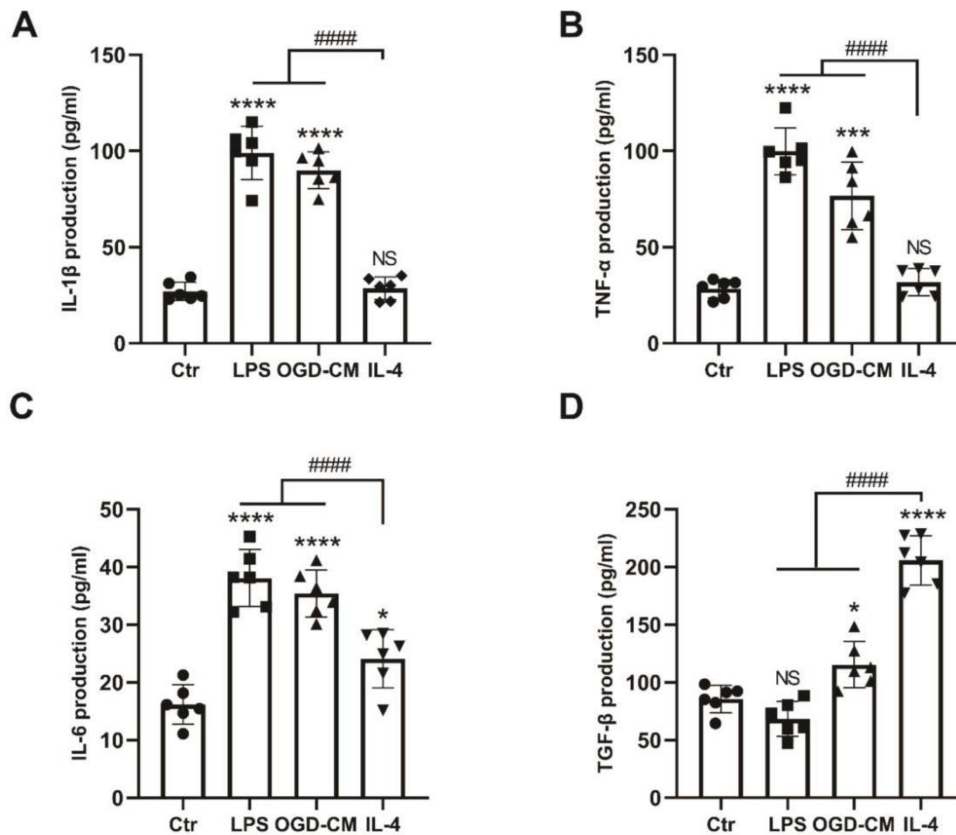 A
####
150
****
****
100
50
NS
0
IL-1β production (pg/ml)
Ctr LPS OGD-CM IL-4
B
####
150
****
***
100
50
NS
0
TNF-α production (pg/ml)
Ctr LPS OGD-CM IL-4
C
####
50
****
****
40
30
*
20
10
0
IL-6 production (pg/ml)
Ctr LPS OGD-CM IL-4
D
####
250
****
200
150
*
100
NS
50
0
TGF-β production (pg/ml)
Ctr LPS OGD-CM IL-4